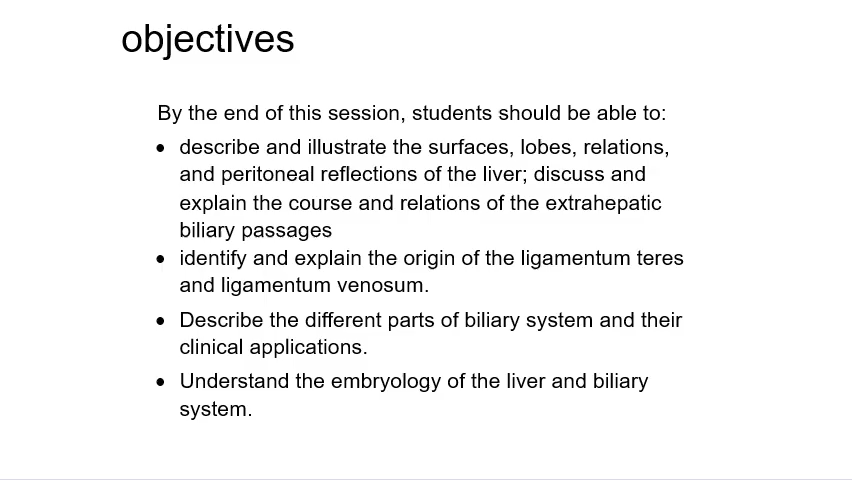 objectives
By the end of this session, students should be able to:
• describe and illustrate the surfaces, lobes, relations,
and peritoneal reflections of the liver; discuss and
explain the course and relations of the extrahepatic
biliary passages
• identify and explain the origin of the ligamentum teres
and ligamentum venosum.
• Describe the different parts of biliary system and their
clinical applications.
• Understand the embryology of the liver and biliary
system.